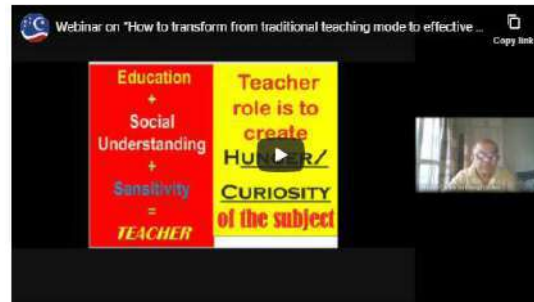 Webinar on "How to transform from traditional teaching mode to effective ...
Copy link
Education
+
Social
Understanding
+
Sensitivity
=
TEACHER
Teacher
role is to
create
HUNGER/
CURIOSITY
of the subject